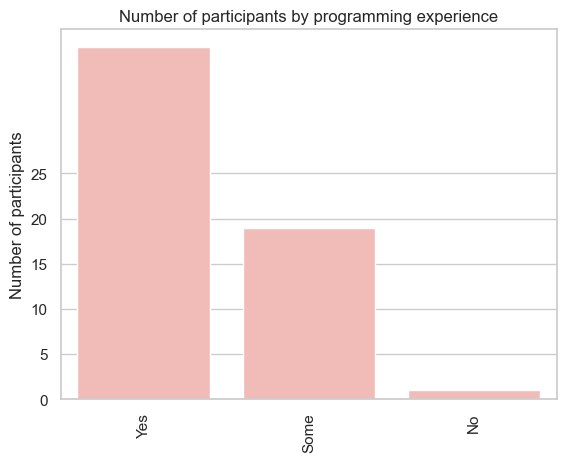 Number of participants by programming experience
Number of participants
25
20
15
10
5
0
Yes
Some
No